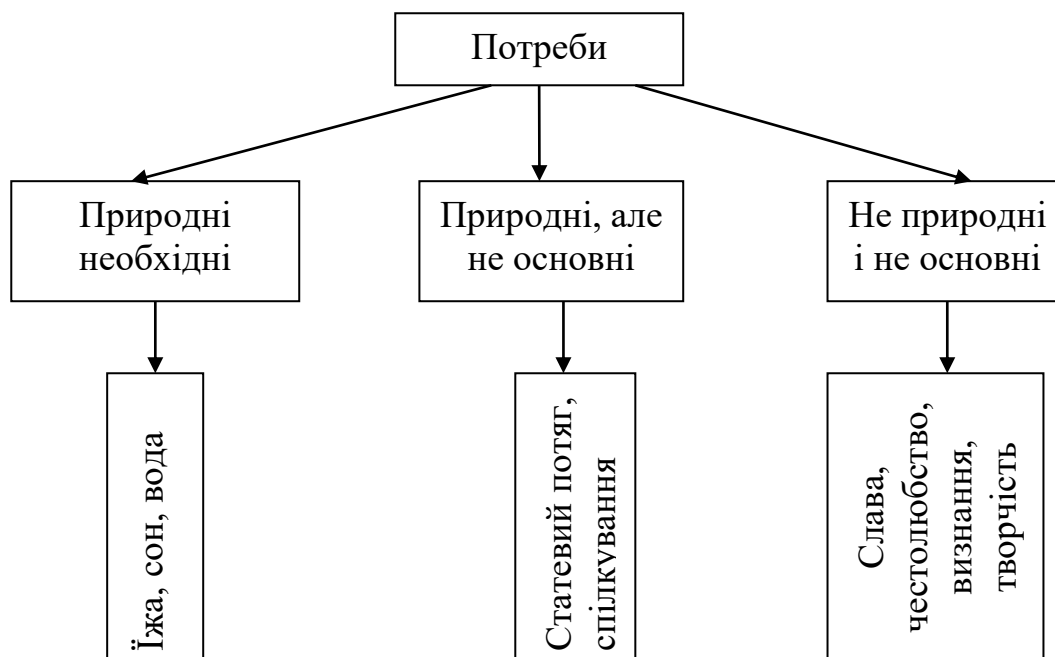 Потреби
Природні
необхідні
Природні, але
не основні
Не природні
і не основні
Їжа, сон, вода
Статевий потяг,
спілкування
Слава,
честолюбство,
визнання,
творчість